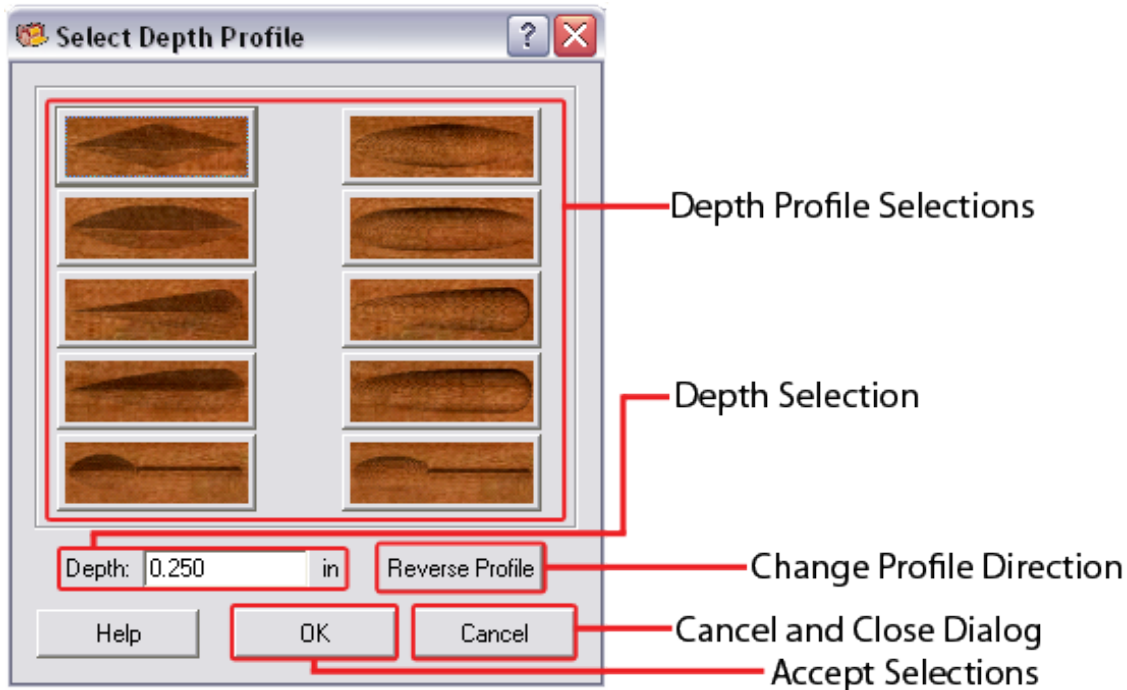 Select Depth Profile
?
Depth Profile Selections
Depth Selection
Depth: 0.250 in
Reverse Profile
Change Profile Direction
Help
OK
Cancel
Cancel and Close Dialog
Accept Selections